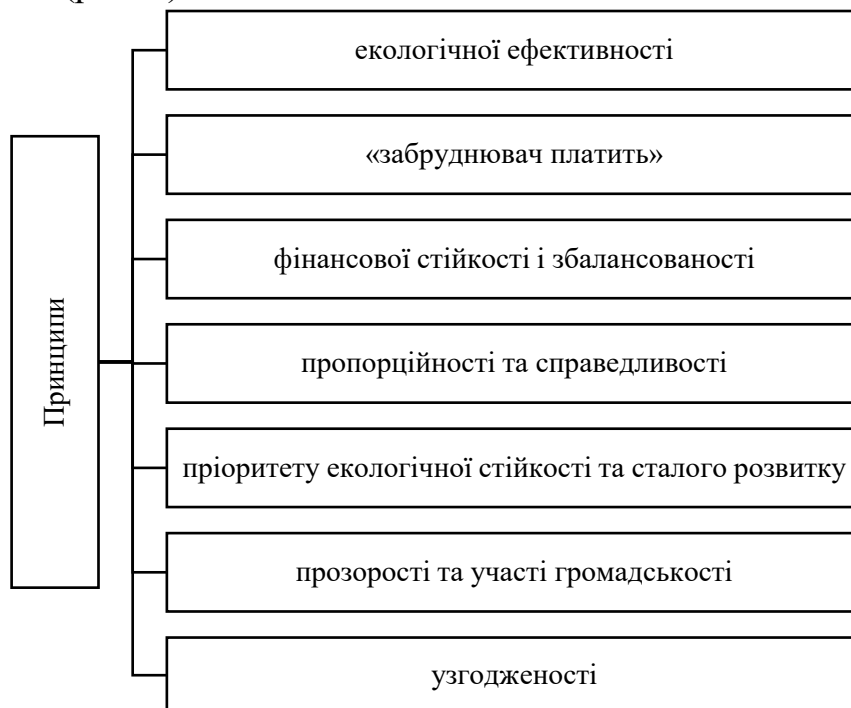 екологічної ефективності
«забруднювач платить»
фінансової стійкості і збалансованості
Принципи
пропорційності та справедливості
пріоритету екологічної стійкості та сталого розвитку
прозорості та участі громадськості
узгодженості